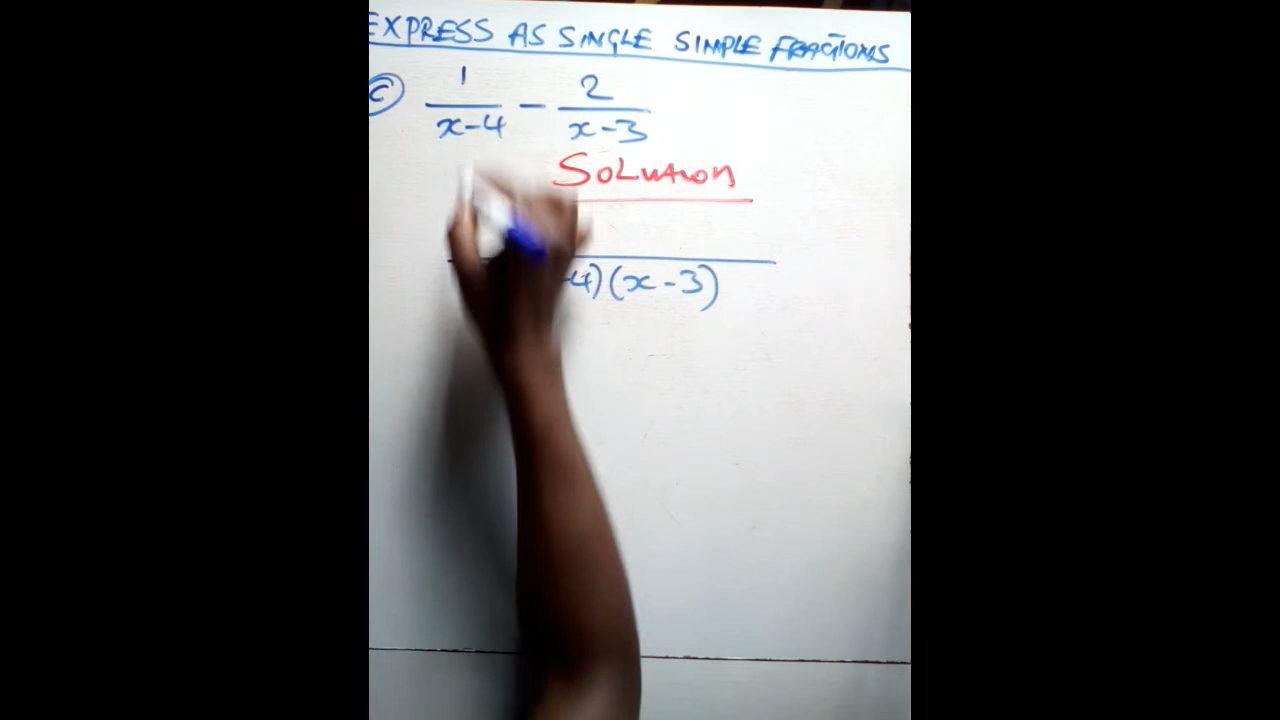 EXPRESS AS SINGLE SIMPLE FRACTIONS
C 1/(x-4) - 2/(x-3)
SOLUTION
4)(x-3)